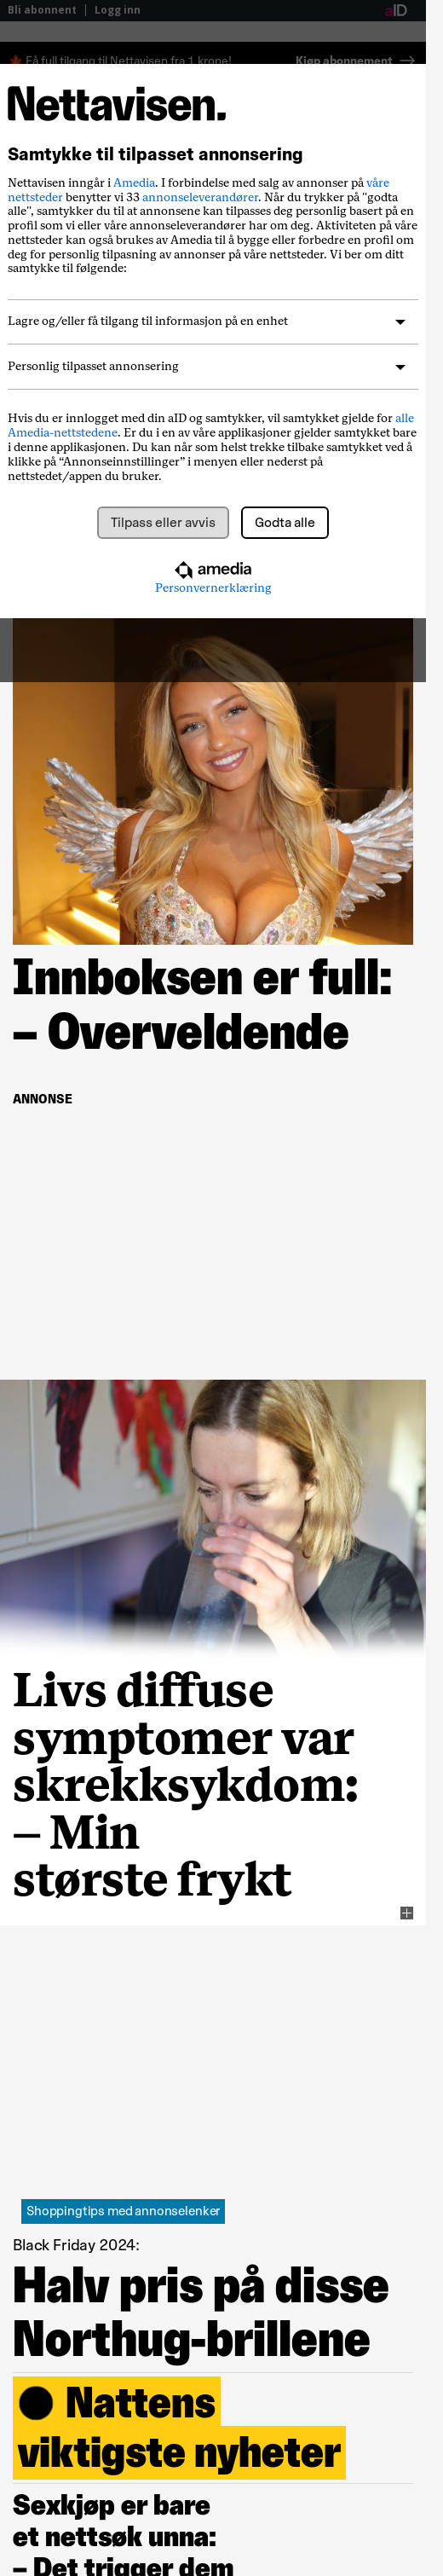 Bli abonnent | Logg inn aID
Få full tilgang til Nettavisen fra 1 krone! Kjøp abonnement →
Nettavisen.
Samtykke til tilpasset annonsering
Nettavisen inngår i Amedia. I forbindelse med salg av annonser på våre
nettsteder benytter vi 33 annonseleverandører. Når du trykker på "godta
alle", samtykker du til at annonsene kan tilpasses deg personlig basert på en
profil som vi eller våre annonseleverandører har om deg. Aktiviteten på våre
nettsteder kan også brukes av Amedia til å bygge eller forbedre en profil om
deg for personlig tilpasning av annonser på våre nettsteder. Vi ber om ditt
samtykke til følgende:
Lagre og/eller få tilgang til informasjon på en enhet
Personlig tilpasset annonsering
Hvis du er innlogget med din aID og samtykker, vil samtykket gjelde for alle
Amedia-nettstedene. Er du i en av våre applikasjoner gjelder samtykket bare
i denne applikasjonen. Du kan når som helst trekke tilbake samtykket ved å
klikke på “Annonseinnstillinger” i menyen eller nederst på
nettstedet/appen du bruker.
Tilpass eller avvis Godta alle
amedia
Personvernerklæring
Innboksen er full:
– Overveldende
ANNONSE
Livs diffuse
symptomer var
skrekksykdom:
– Min
største frykt
Shoppingtips med annonselenker
Black Friday 2024:
Halv pris på disse
Northug-brillene
Nattens
viktigste nyheter
Sexkjøp er bare
et nettsøk unna:
– Det trigger dem